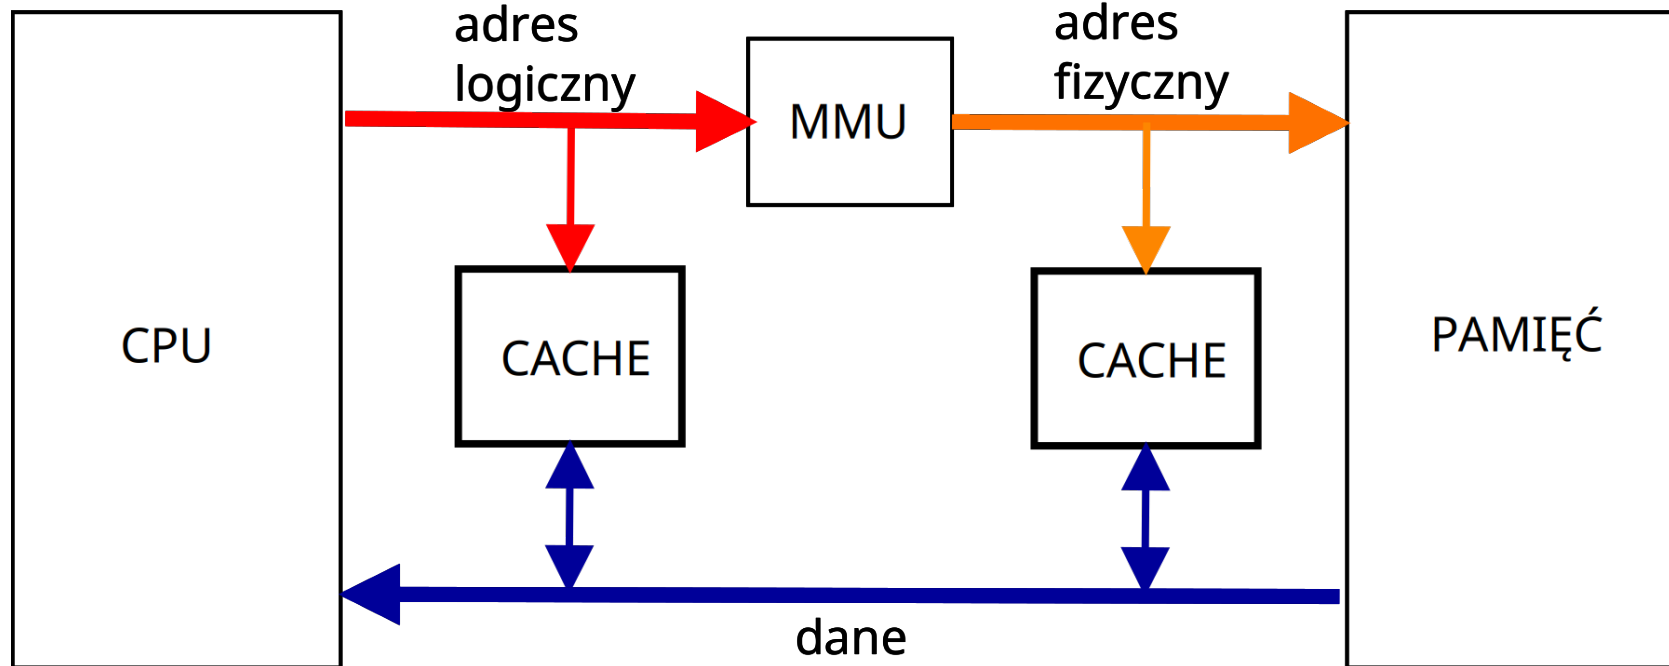 adres
logiczny
MMU
adres
fizyczny
CPU
CACHE
CACHE
PAMIĘĆ
dane